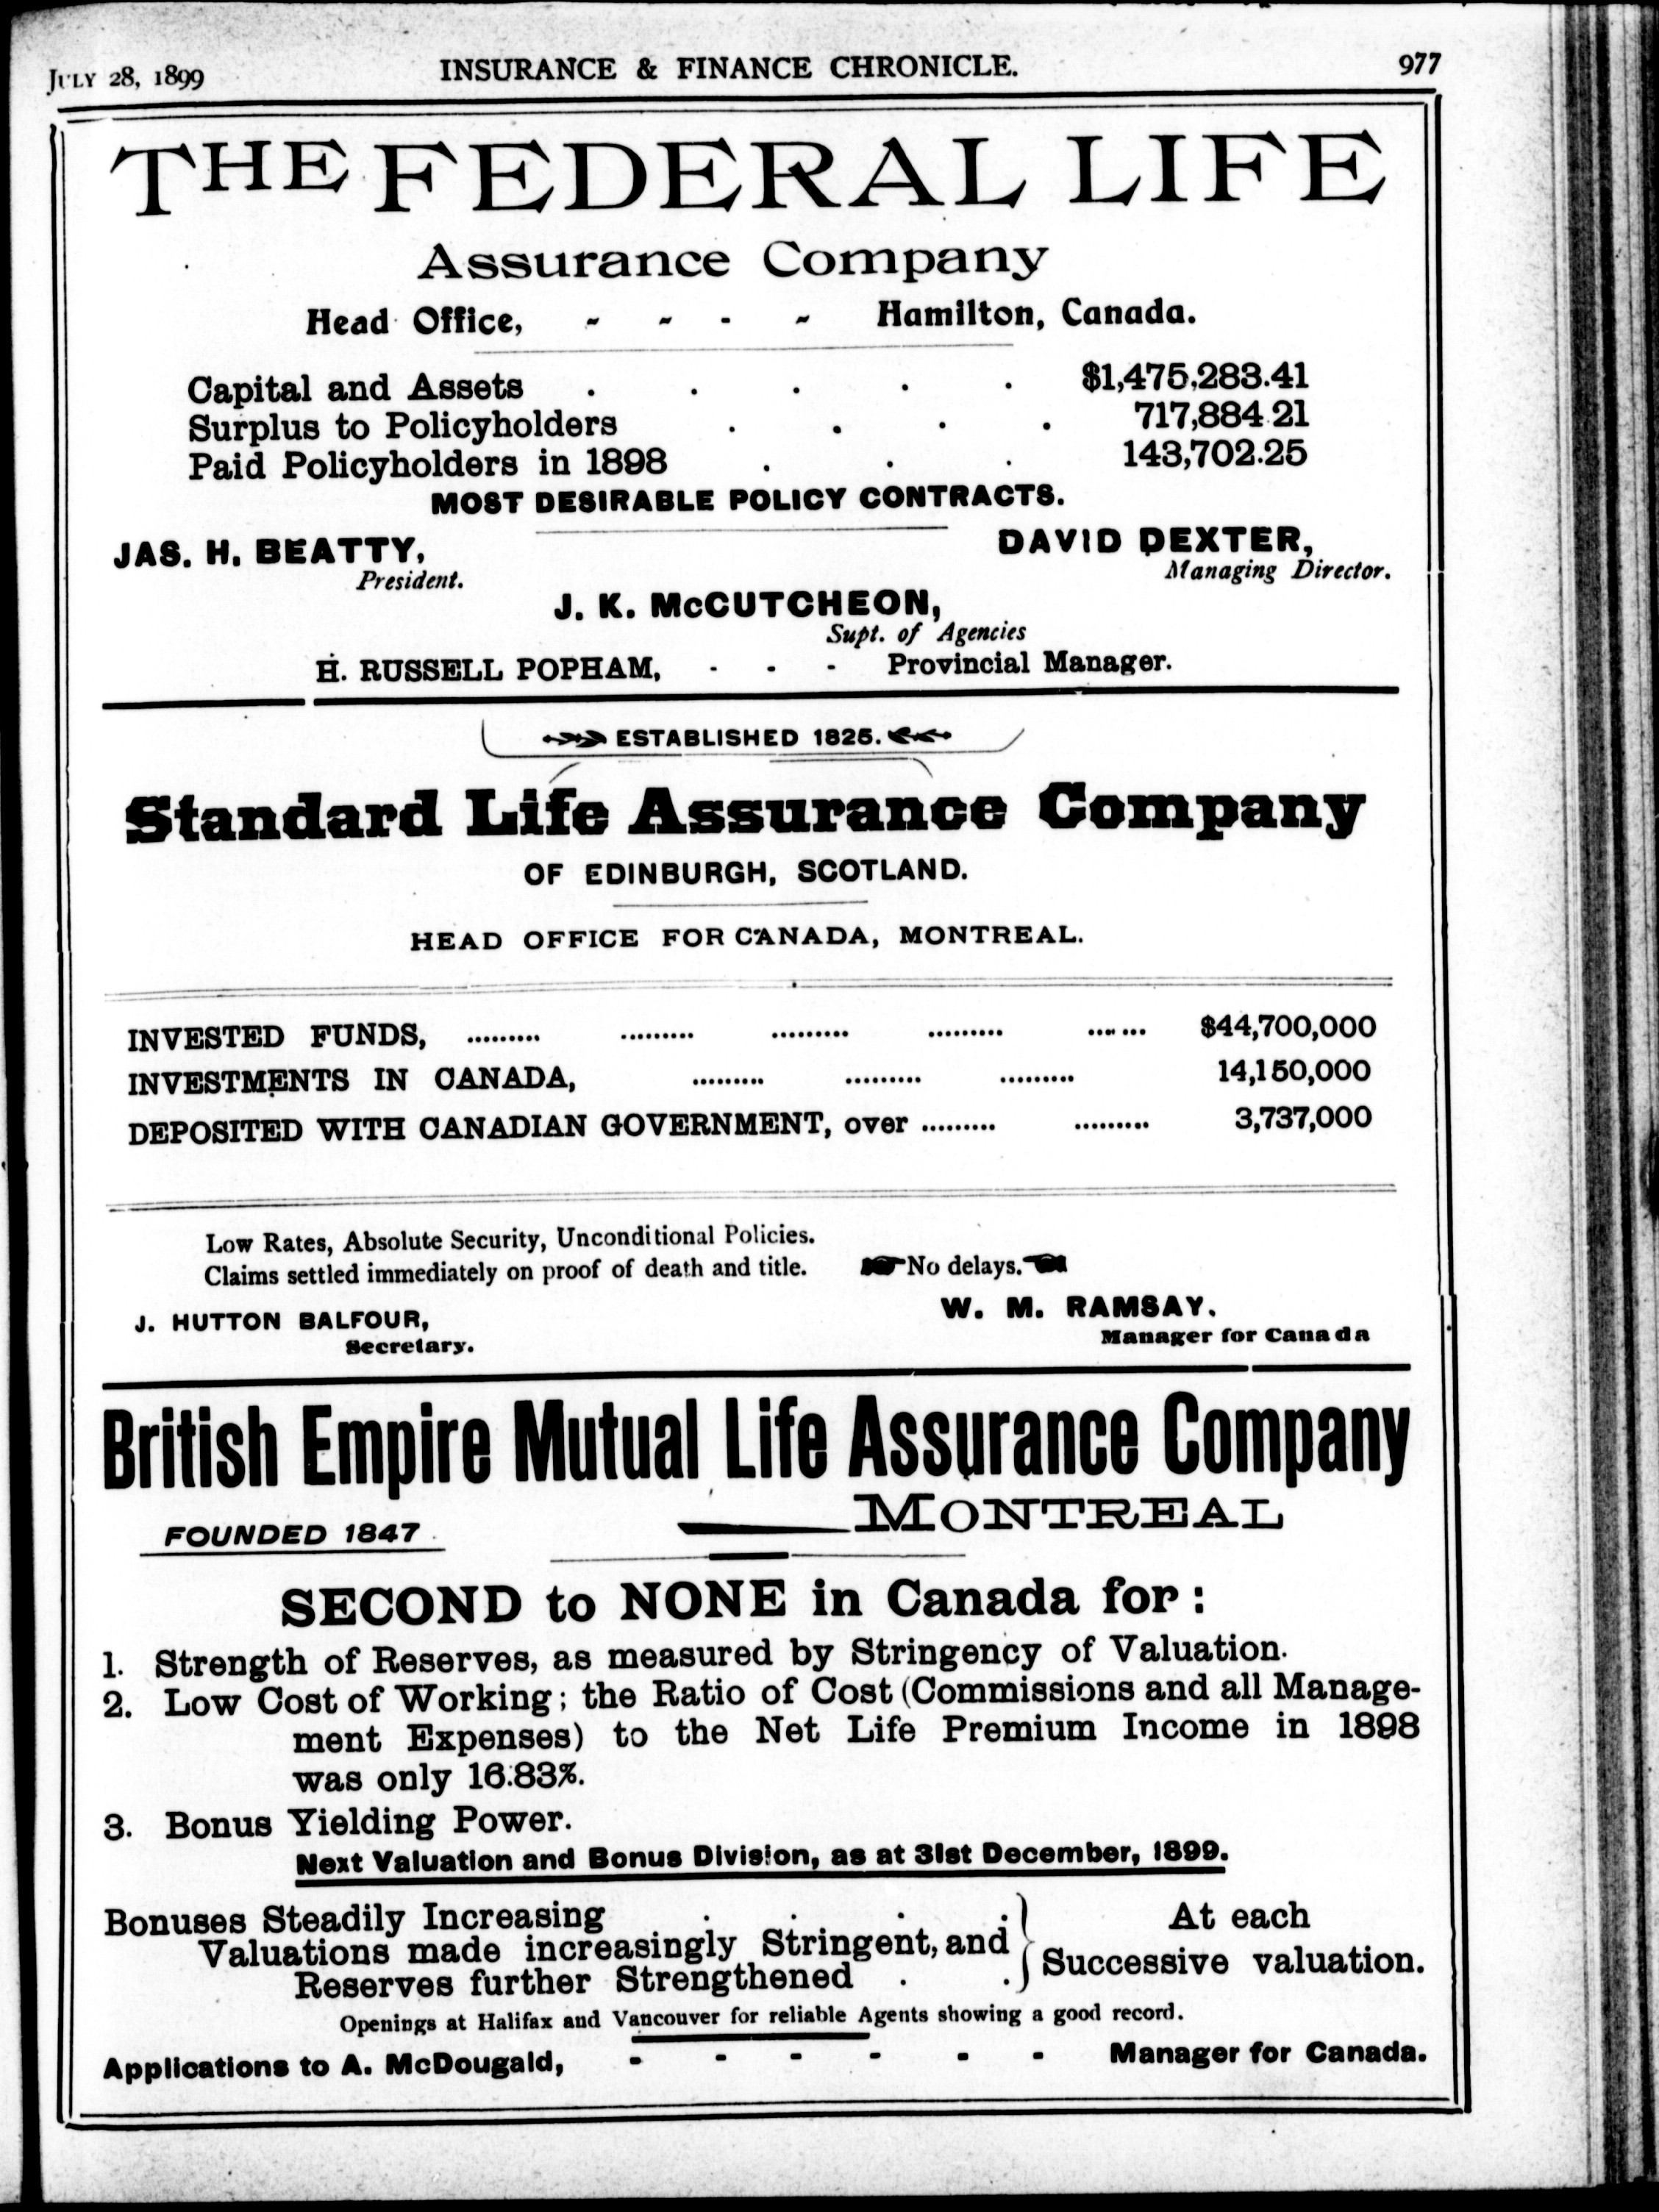 JULY 28, 1899 INSURANCE & FINANCE CHRONICLE. 977
THE FEDERAL LIFE
Assurance Company
Head Office, - - - - Hamilton, Canada.
Capital and Assets . . . . . $1,475,283.41
Surplus to Policyholders . . . . 717,884.21
Paid Policyholders in 1898 . . . 143,702.25
MOST DESIRABLE POLICY CONTRACTS.
JAS. H. BEATTY, DAVID DEXTER,
President. Managing Director.
J. K. McCUTCHEON,
Supt. of Agencies
H. RUSSELL POPHAM, - - - Provincial Manager.
ESTABLISHED 1825.
Standard Life Assurance Company
OF EDINBURGH, SCOTLAND.
HEAD OFFICE FOR CANADA, MONTREAL.
INVESTED FUNDS, ......... ......... ......... ......... ....... $44,700,000
INVESTMENTS IN CANADA, ......... ......... ......... 14,150,000
DEPOSITED WITH CANADIAN GOVERNMENT, over ......... ......... 3,737,000
Low Rates, Absolute Security, Unconditional Policies.
Claims settled immediately on proof of death and title. ☛No delays.☚
J. HUTTON BALFOUR, W. M. RAMSAY.
Secretary. Manager for Canada
British Empire Mutual Life Assurance Company
FOUNDED 1847 MONTREAL
SECOND to NONE in Canada for:
1. Strength of Reserves, as measured by Stringency of Valuation.
2. Low Cost of Working; the Ratio of Cost (Commissions and all Manage-
ment Expenses) to the Net Life Premium Income in 1898
was only 16.83%.
3. Bonus Yielding Power.
Next Valuation and Bonus Division, as at 31st December, 1899.
Bonuses Steadily Increasing . . . . At each
Valuations made increasingly Stringent, and Successive valuation.
Reserves further Strengthened . .
Openings at Halifax and Vancouver for reliable Agents showing a good record.
Applications to A. McDougald, - - - - - - Manager for Canada.